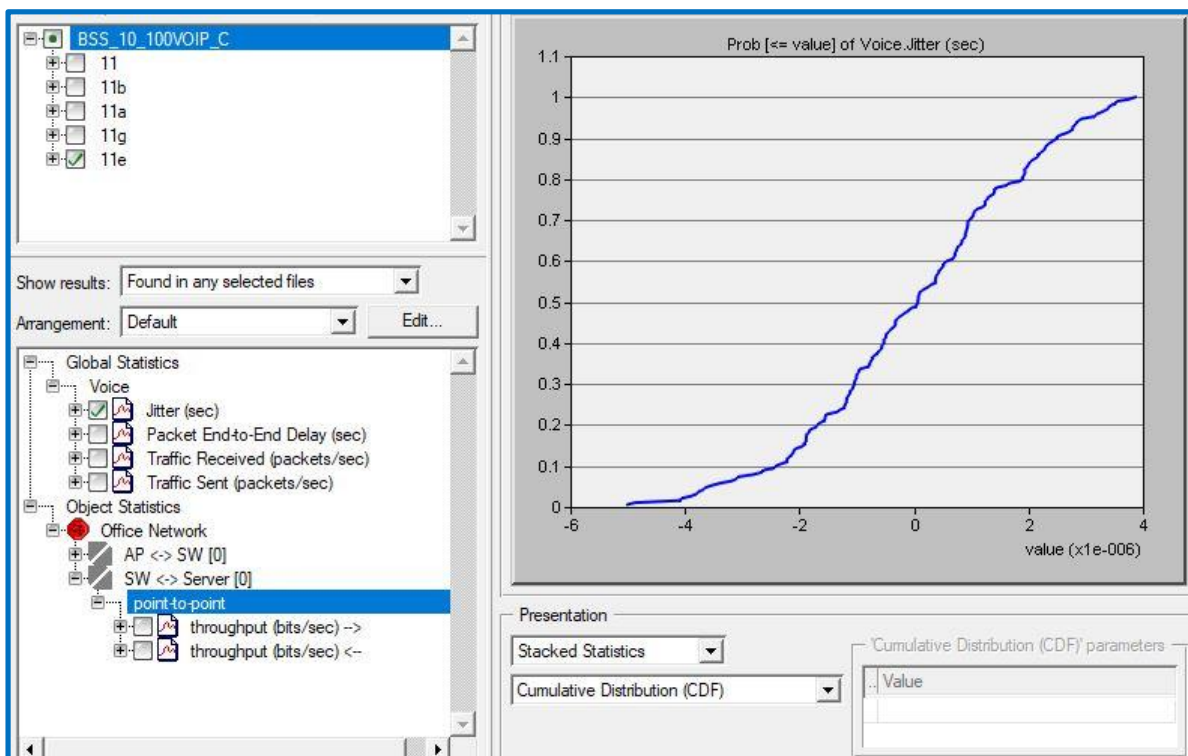 BSS_10_100VOIP_C
11
11b
11a
11g
11e
Show results: Found in any selected files
Arrangement: Default Edit...
Global Statistics
Voice
Jitter (sec)
Packet End-to-End Delay (sec)
Traffic Received (packets/sec)
Traffic Sent (packets/sec)
Object Statistics
Office Network
AP <-> SW [0]
SW <-> Server [0]
point-to-point
throughput (bits/sec) -->
throughput (bits/sec) <--
Prob [<= value] of Voice.Jitter (sec)
1.1
1
0.9
0.8
0.7
0.6
0.5
0.4
0.3
0.2
0.1
0
-6 -4 -2 0 2 4
value (x1e-006)
Presentation
Stacked Statistics
Cumulative Distribution (CDF)
'Cumulative Distribution (CDF)' parameters
.. Value